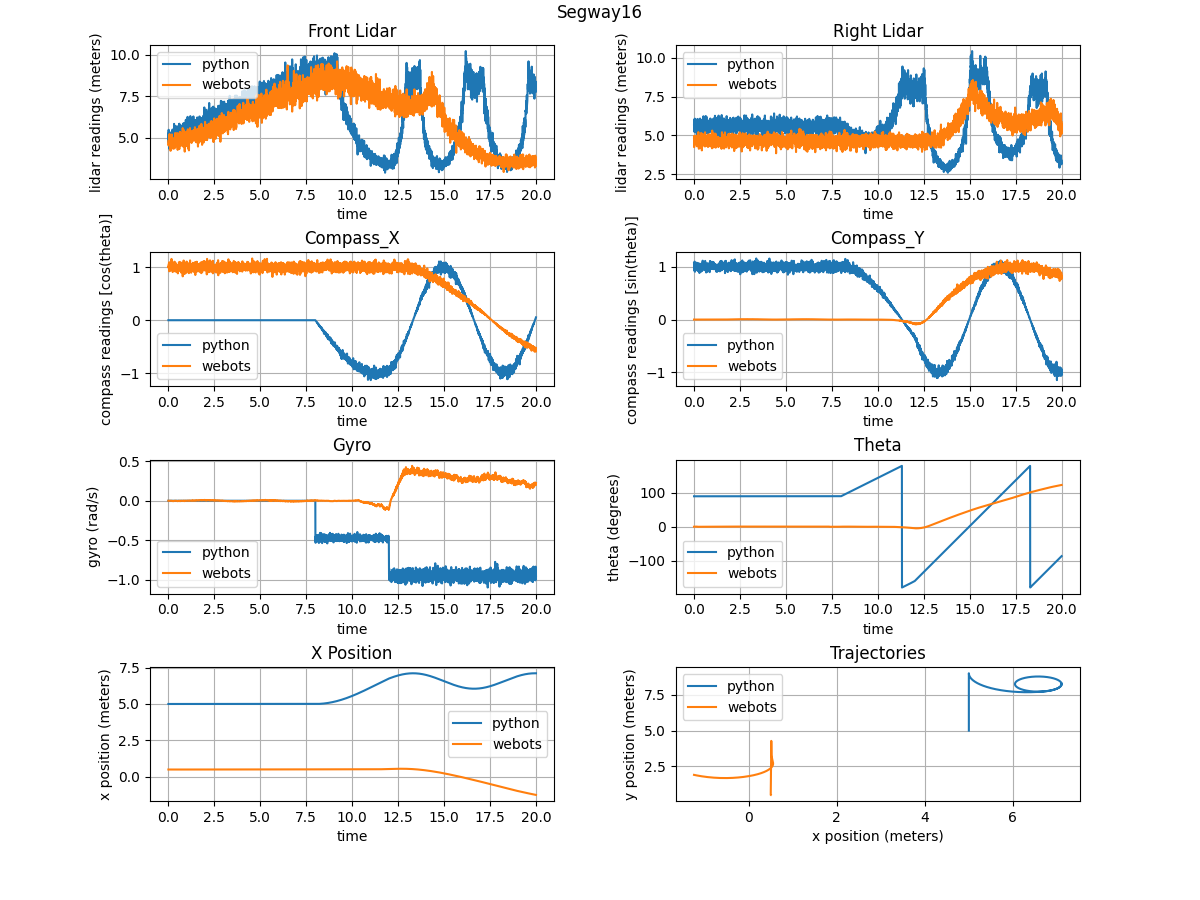 Segway16
Front Lidar
lidar readings (meters)
10.0
7.5
5.0
python
webots
0.0 2.5 5.0 7.5 10.0 12.5 15.0 17.5 20.0
time
Right Lidar
lidar readings (meters)
10.0
7.5
5.0
2.5
python
webots
0.0 2.5 5.0 7.5 10.0 12.5 15.0 17.5 20.0
time
Compass_X
compass readings [cos(theta)]
1
0
−1
python
webots
0.0 2.5 5.0 7.5 10.0 12.5 15.0 17.5 20.0
time
Compass_Y
compass readings [sin(theta)]
1
0
−1
python
webots
0.0 2.5 5.0 7.5 10.0 12.5 15.0 17.5 20.0
time
Gyro
gyro (rad/s)
0.5
0.0
−0.5
−1.0
python
webots
0.0 2.5 5.0 7.5 10.0 12.5 15.0 17.5 20.0
time
Theta
theta (degrees)
100
0
−100
python
webots
0.0 2.5 5.0 7.5 10.0 12.5 15.0 17.5 20.0
time
X Position
x position (meters)
7.5
5.0
2.5
0.0
python
webots
0.0 2.5 5.0 7.5 10.0 12.5 15.0 17.5 20.0
time
Trajectories
y position (meters)
7.5
5.0
2.5
python
webots
0 2 4 6
x position (meters)